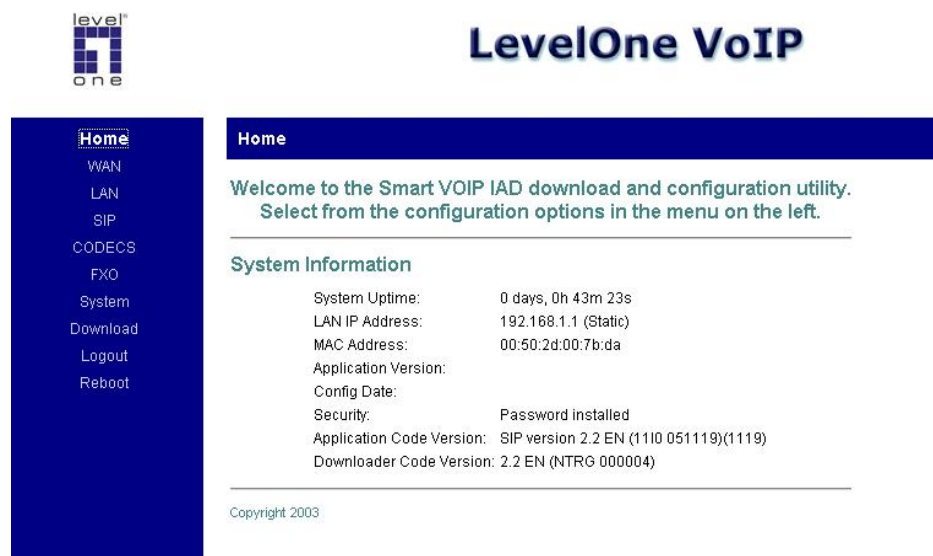 level
one
LevelOne VoIP
Home
WAN
LAN
SIP
CODECS
FXO
System
Download
Logout
Reboot
Home
Welcome to the Smart VOIP IAD download and configuration utility.
Select from the configuration options in the menu on the left.
System Information
System Uptime: 0 days, 0h 43m 23s
LAN IP Address: 192.168.1.1 (Static)
MAC Address: 00:50:2d:00:7b:da
Application Version:
Config Date:
Security: Password installed
Application Code Version: SIP version 2.2 EN (11I0 051119)(1119)
Downloader Code Version: 2.2 EN (NTRG 000004)
Copyright 2003